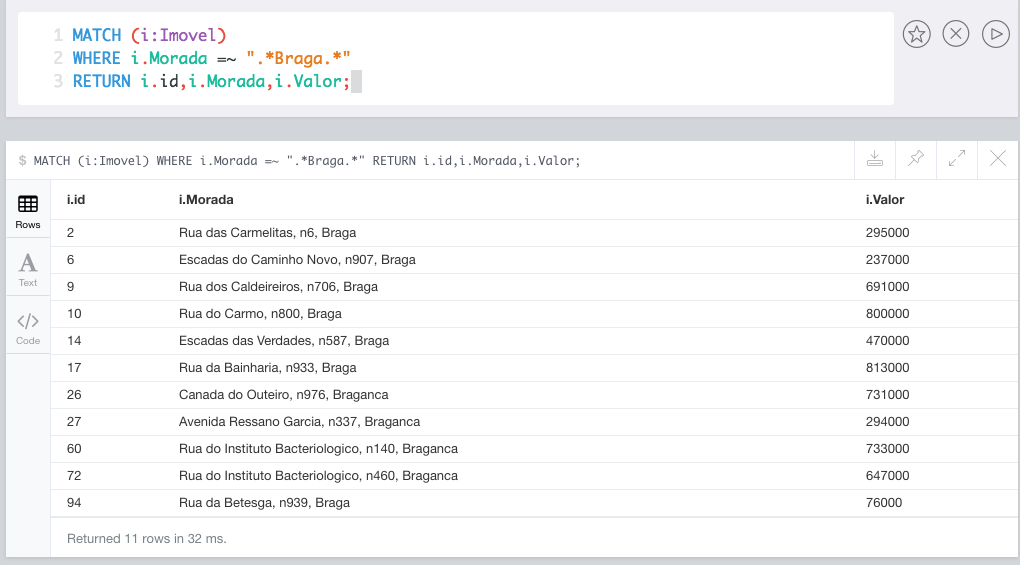 1 MATCH (i:Imovel)
2 WHERE i.Morada =~ ".*Braga.*"
3 RETURN i.id,i.Morada,i.Valor;
$ MATCH (i:Imovel) WHERE i.Morada =~ ".*Braga.*" RETURN i.id,i.Morada,i.Valor;
Rows
A
Text
</>
Code
i.id i.Morada i.Valor
2 Rua das Carmelitas, n6, Braga 295000
6 Escadas do Caminho Novo, n907, Braga 237000
9 Rua dos Caldeireiros, n706, Braga 691000
10 Rua do Carmo, n800, Braga 800000
14 Escadas das Verdades, n587, Braga 470000
17 Rua da Bainharia, n933, Braga 813000
26 Canada do Outeiro, n976, Braganca 731000
27 Avenida Ressano Garcia, n337, Braganca 294000
60 Rua do Instituto Bacteriologico, n140, Braganca 733000
72 Rua do Instituto Bacteriologico, n460, Braganca 647000
94 Rua da Betesga, n939, Braga 76000
Returned 11 rows in 32 ms.